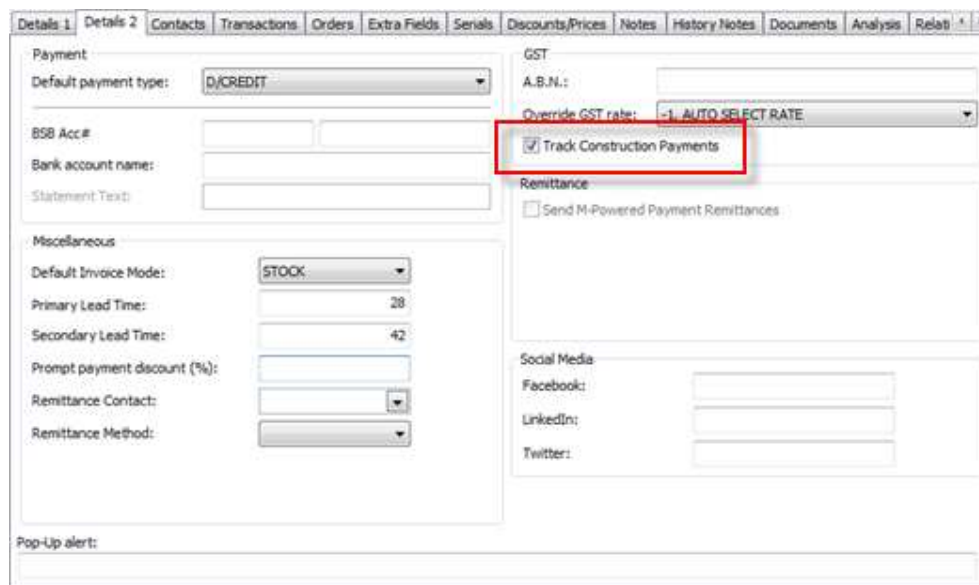 Details 1 Details 2 Contacts Transactions Orders Extra Fields Serials Discounts/Prices Notes History Notes Documents Analysis Relati
Payment
Default payment type: D/CREDIT
BSB Acc#
Bank account name:
Statement Text:
GST
A.B.N.:
Override GST rate: -1. AUTO SELECT RATE
Track Construction Payments
Remittance
Send M-Powered Payment Remittances
Miscellaneous
Default Invoice Mode: STOCK
Primary Lead Time: 28
Secondary Lead Time: 42
Prompt payment discount (%):
Remittance Contact:
Remittance Method:
Social Media
Facebook:
LinkedIn:
Twitter:
Pop-Up alert: